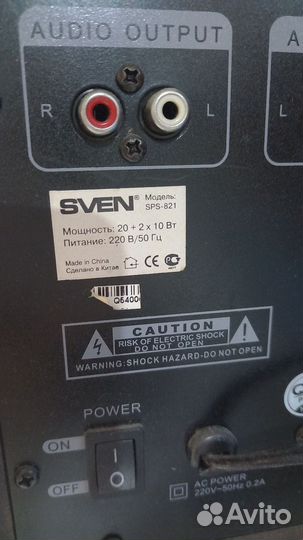 AUDIO OUTPUT
A
R
L
L
SVEN®
Модель:
SPS-821
Мощность: 20 + 2 x 10 Вт
Питание: 220 В/50 Гц
Made in China
Сделано в Китае
CE
Q5400
CAUTION
RISK OF ELECTRIC SHOCK
DO NOT OPEN
WARNING:SHOCK HAZARD-DO NOT OPEN
POWER
ON
OFF
AC POWER
220V~50Hz 0.2A
Avito